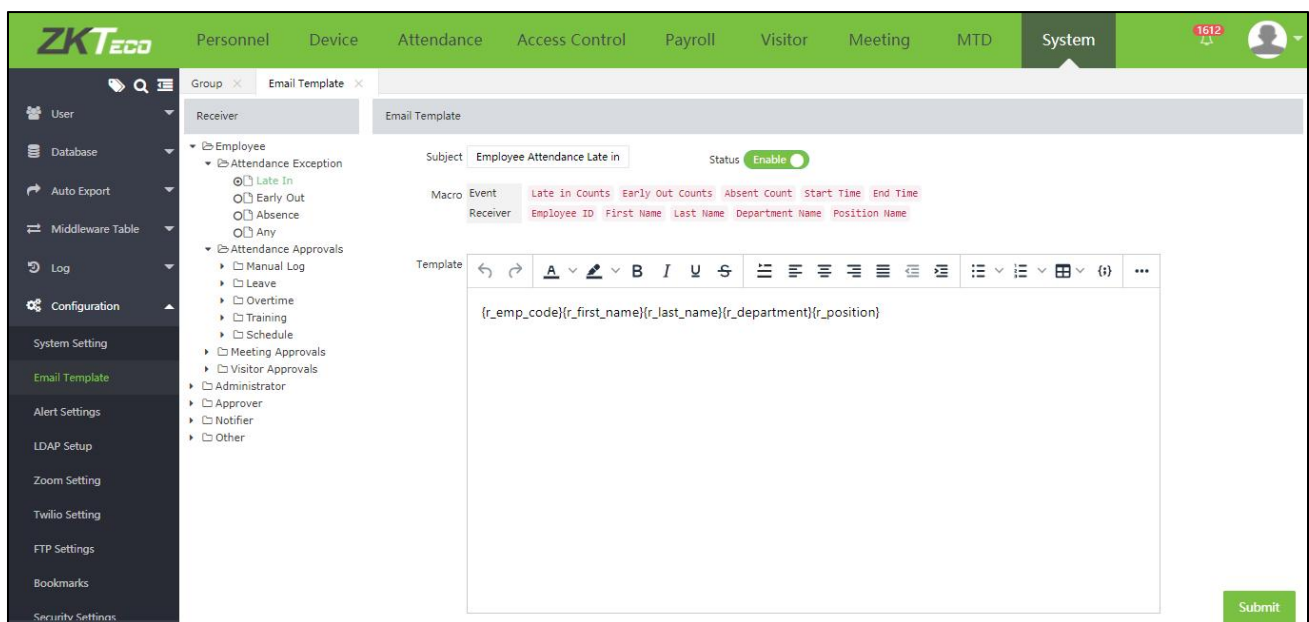 ZKTeco Personnel Device Attendance Access Control Payroll Visitor Meeting MTD System 1612
Group Email Template
User
Database
Auto Export
Middleware Table
Log
Configuration
System Setting
Email Template
Alert Settings
LDAP Setup
Zoom Setting
Twilio Setting
FTP Settings
Bookmarks
Security Settings
Receiver
Employee
Attendance Exception
Late In
Early Out
Absence
Any
Attendance Approvals
Manual Log
Leave
Overtime
Training
Schedule
Meeting Approvals
Visitor Approvals
Administrator
Approver
Notifier
Other
Email Template
Subject Employee Attendance Late in Status Enable
Macro Event Late in Counts Early Out Counts Absent Count Start Time End Time
Receiver Employee ID First Name Last Name Department Name Position Name
Template A B I U S {;} ...
{r_emp_code}{r_first_name}{r_last_name}{r_department}{r_position}
Submit